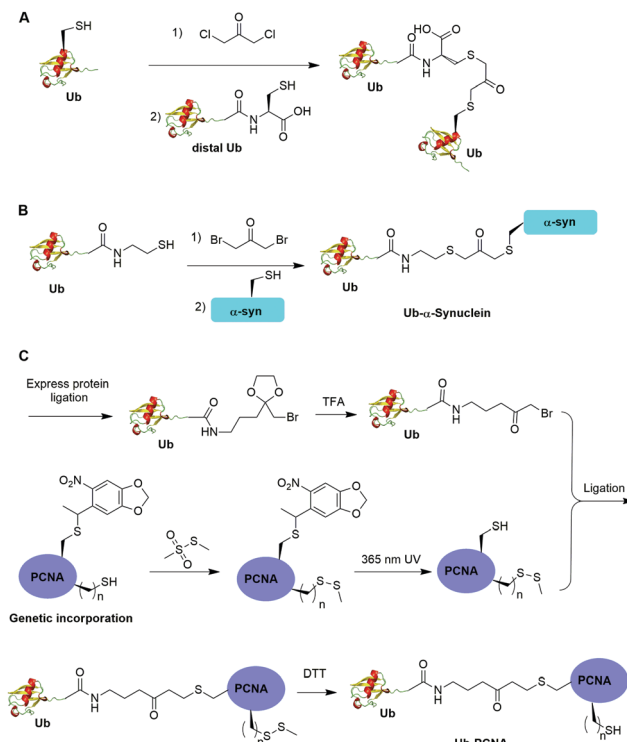 A
SH
Ub
1)
Cl
O
Cl
2)
O
N
H
SH
OH
O
distal Ub
Ub
O
N
H
HO
O
S
O
S
Ub
B
Ub
O
N
H
SH
1)
O
Br
Br
2)
SH
α-syn
Ub
O
N
H
S
O
S
α-syn
Ub-α-Synuclein
C
Express protein
ligation
Ub
O
N
H
O
O
Br
TFA
Ub
O
N
H
O
Br
Ligation
O₂N
O
O
S
PCNA
( )n
SH
Genetic incorporation
O
S
O
S
O₂N
O
O
S
PCNA
( )n
S
S
365 nm UV
SH
PCNA
( )n
S
S
Ub
O
N
H
O
S
PCNA
( )n
S
S
DTT
Ub
O
N
H
O
S
PCNA
( )n
SH
Ub-PCNA